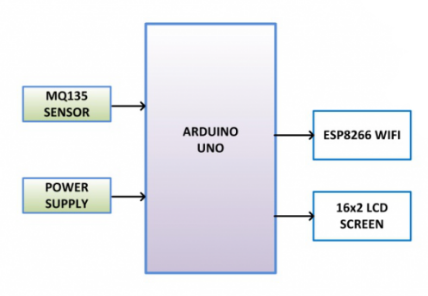 MQ135
SENSOR
POWER
SUPPLY
ARDUINO
UNO
ESP8266 WIFI
16x2 LCD
SCREEN